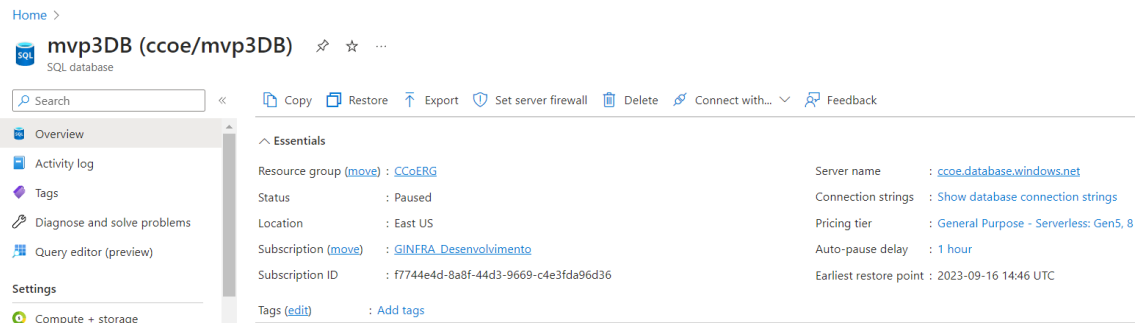 Home >
mvp3DB (ccoe/mvp3DB)
SQL database
Search
«
Copy Restore Export Set server firewall Delete Connect with... Feedback
Overview
Activity log
Tags
Diagnose and solve problems
Query editor (preview)
Settings
Compute + storage
Essentials
Resource group (move) : CCoERG
Status : Paused
Location : East US
Subscription (move) : GINFRA_Desenvolvimento
Subscription ID : f7744e4d-8a8f-44d3-9669-c4e3fda96d36
Tags (edit) : Add tags
Server name : ccoe.database.windows.net
Connection strings : Show database connection strings
Pricing tier : General Purpose - Serverless: Gen5, 8
Auto-pause delay : 1 hour
Earliest restore point : 2023-09-16 14:46 UTC